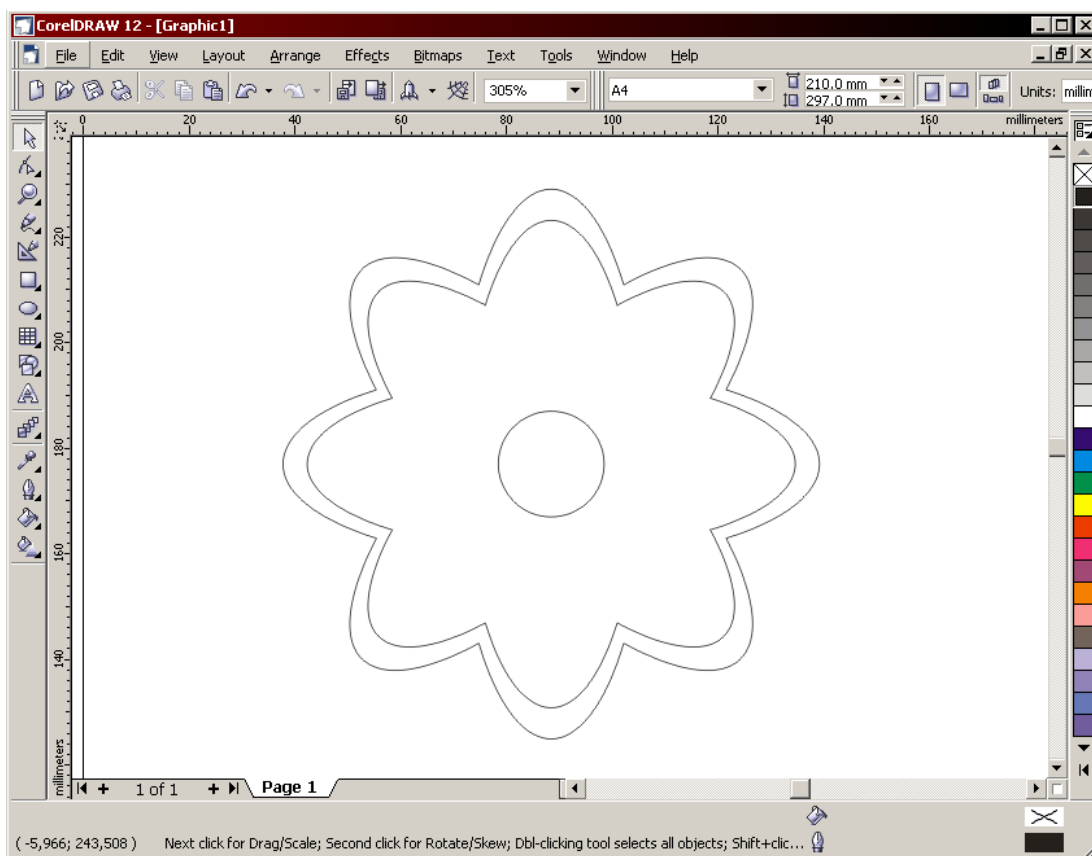 CorelDRAW 12 - [Graphic1]
File Edit View Layout Arrange Effects Bitmaps Text Tools Window Help
305% A4 210.0 mm 297.0 mm Units: millim
0 20 40 60 80 100 120 140 160 millimeters
220
200
180
160
140
millimeters
1 of 1 Page 1
( -5,966; 243,508 ) Next click for Drag/Scale; Second click for Rotate/Skew; Dbl-clicking tool selects all objects; Shift+clic...